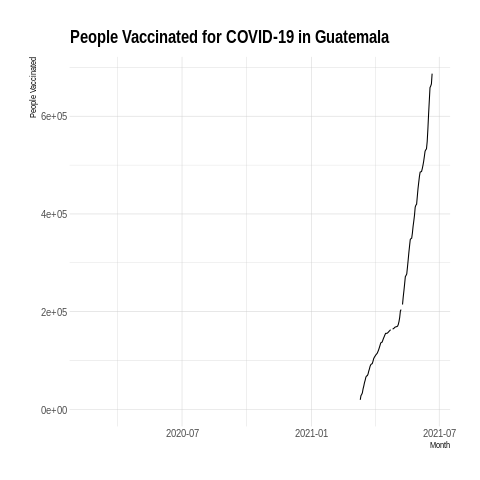 People Vaccinated for COVID-19 in Guatemala
People Vaccinated
6e+05
4e+05
2e+05
0e+00
2020-07 2021-01 2021-07
Month